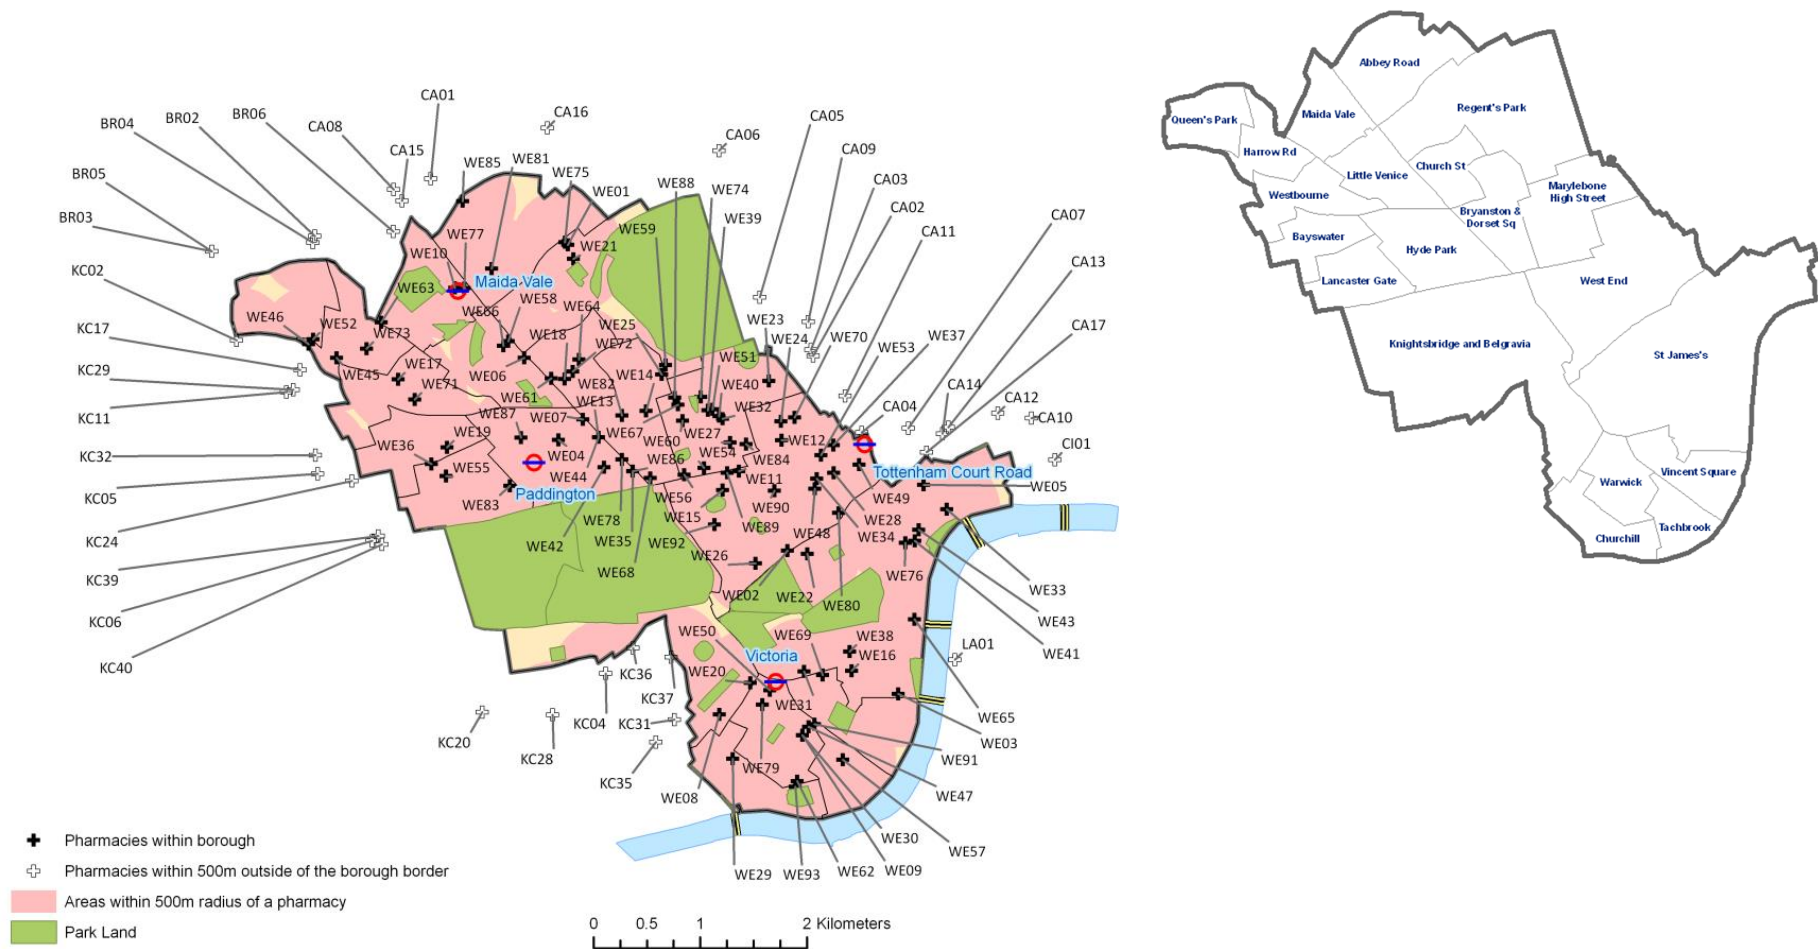 CA01
CA16
BR06
BR02
BR04
CA08
CA05
CA06
CA15
CA09
WE85
WE81
WE75
BR05
WE01
WE88
WE74
CA03
CA02
WE39
BR03
CA07
CA11
WE59
WE77
WE21
WE10
CA13
KC02
Maida Vale
WE63
WE58
WE64
WE66
WE46
WE52
WE25
WE23
CA17
KC17
WE73
WE18
WE72
WE24
WE70
WE37
WE53
WE51
WE17
KC29
WE45
WE06
WE14
WE40
WE71
WE82
CA14
WE61
WE13
CA12
WE32
KC11
WE87
WE07
CA04
CA10
WE19
WE67
WE60
WE27
WE12
WE36
WE04
WE54
CI01
KC32
WE86
WE84
WE55
Tottenham Court Road
WE44
WE11
Vincent Square
KC05
Paddington
WE83
WE56
WE49
WE05
WE90
WE15
WE78
WE28
WE89
WE48
WE34
KC24
WE42
WE35
WE92
WE26
WE68
WE76
KC39
WE02
WE22
WE80
WE33
KC06
WE43
WE50
WE69
WE38
LA01
WE41
Victoria
WE16
KC40
KC36
WE20
KC37
WE31
WE65
KC04
KC31
KC20
WE03
KC28
WE91
WE79
KC35
WE08
WE47
WE30
WE57
WE29
WE93
WE62
WE09
Pharmacies within borough
Pharmacies within 500m outside of the borough border
Areas within 500m radius of a pharmacy
Park Land
0 0.5 1 2 Kilometers
Abbey Road
Regent's Park
Queen's Park
Maida Vale
Harrow Rd
Church St
Little Venice
Marylebone
High Street
Westbourne
Bryanston &
Dorset Sq
Bayswater
Hyde Park
Lancaster Gate
West End
Knightsbridge and Belgravia
St James's
Warwick
Tachbrook
Churchill